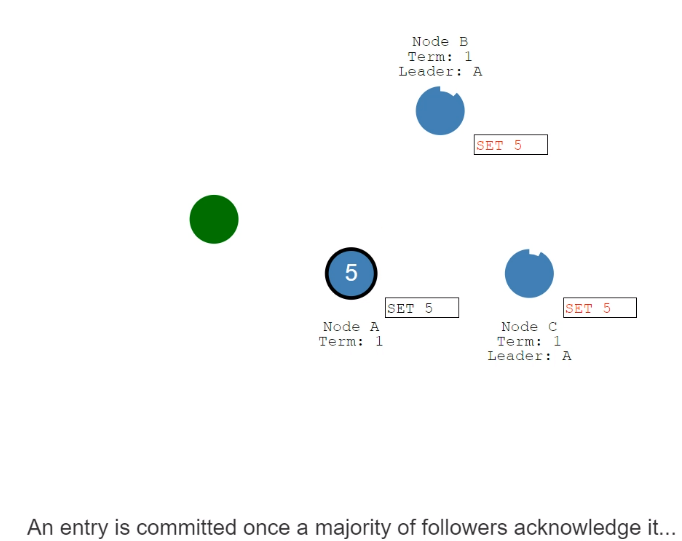 Node B
Term: 1
Leader: A
SET 5
5
SET 5
SET 5
Node A
Term: 1
Node C
Term: 1
Leader: A
An entry is committed once a majority of followers acknowledge it...